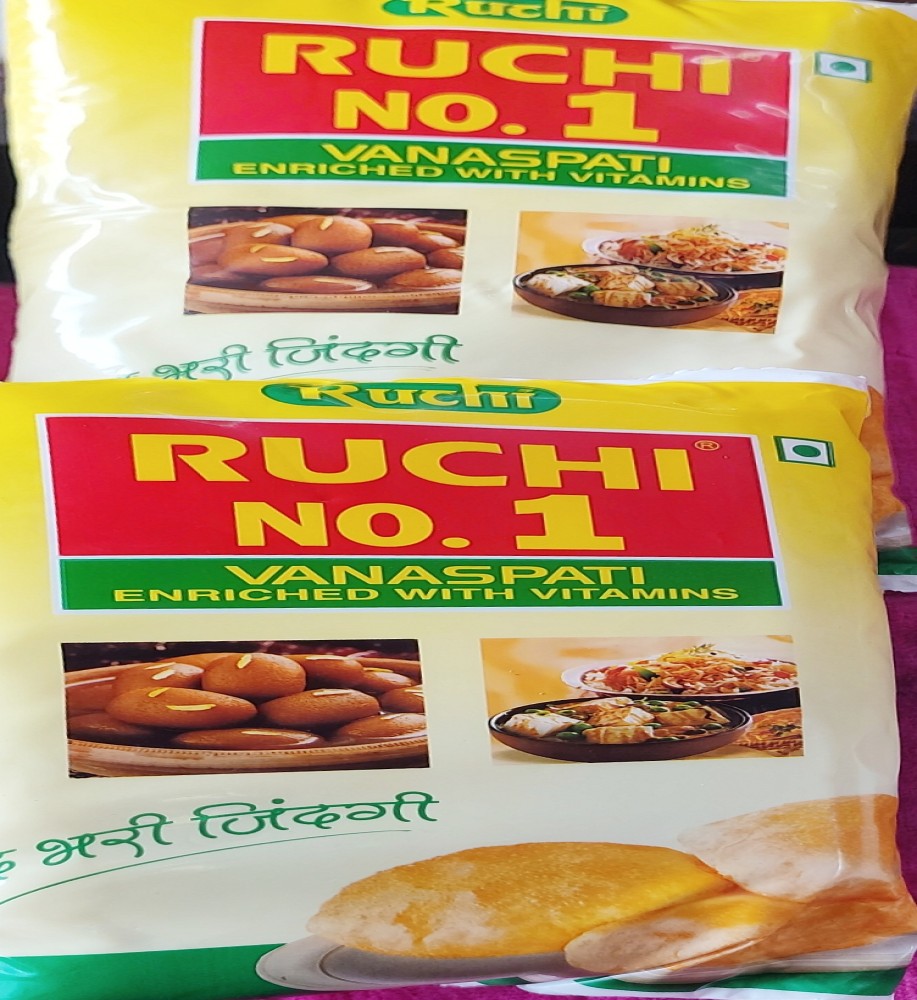 Ruchi
RUCHI
NO. 1
VANASPATI
ENRICHED WITH VITAMINS
भरी जिंदगी
Ruchi
RUCHI®
NO. 1
VANASPATI
ENRICHED WITH VITAMINS
भरी जिंदगी